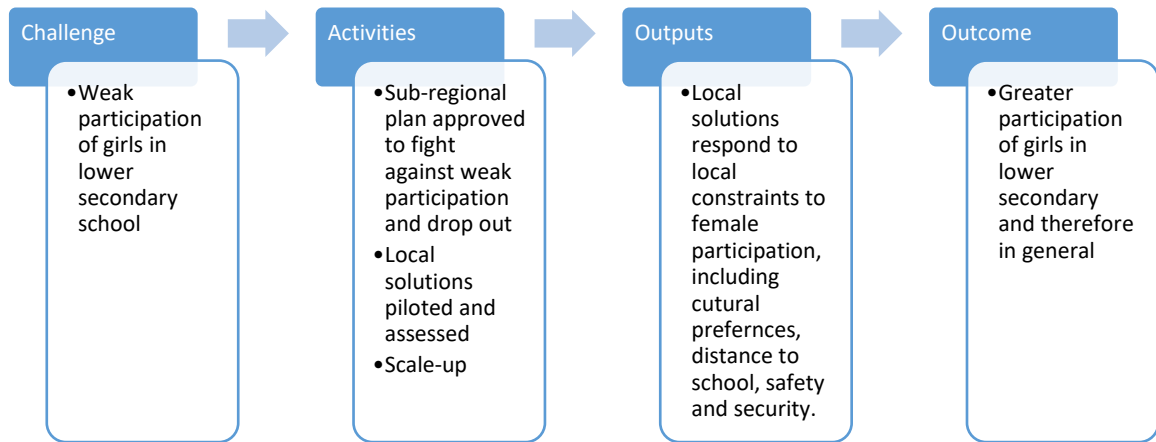 Challenge
•Weak
participation
of girls in
lower
secondary
school
Activities
•Sub-regional
plan approved
to fight
against weak
participation
and drop out
•Local
solutions
piloted and
assessed
•Scale-up
Outputs
•Local
solutions
respond to
local
constraints to
female
participation,
including
cutural
prefernces,
distance to
school, safety
and security.
Outcome
•Greater
participation
of girls in
lower
secondary
and therefore
in general